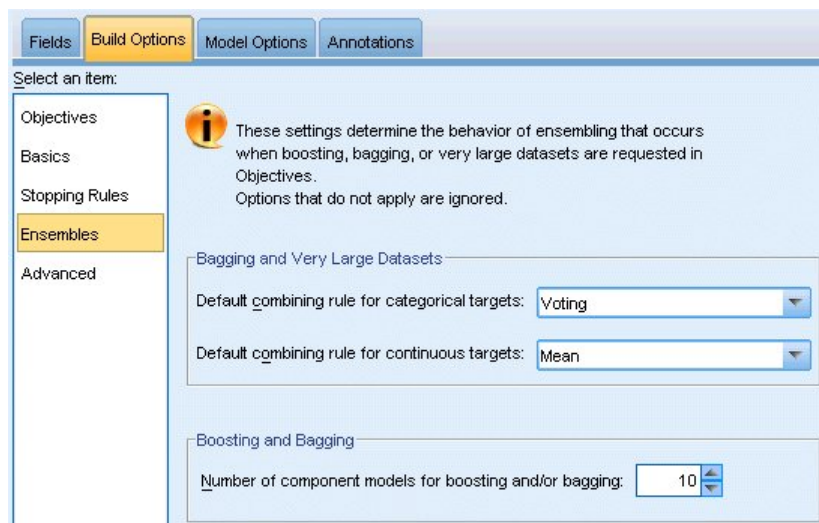 Fields
Build Options
Model Options
Annotations
Select an item:
Objectives
Basics
Stopping Rules
Ensembles
Advanced
These settings determine the behavior of ensembling that occurs
when boosting, bagging, or very large datasets are requested in
Objectives.
Options that do not apply are ignored.
Bagging and Very Large Datasets
Default combining rule for categorical targets: Voting
Default combining rule for continuous targets: Mean
Boosting and Bagging
Number of component models for boosting and/or bagging: 10